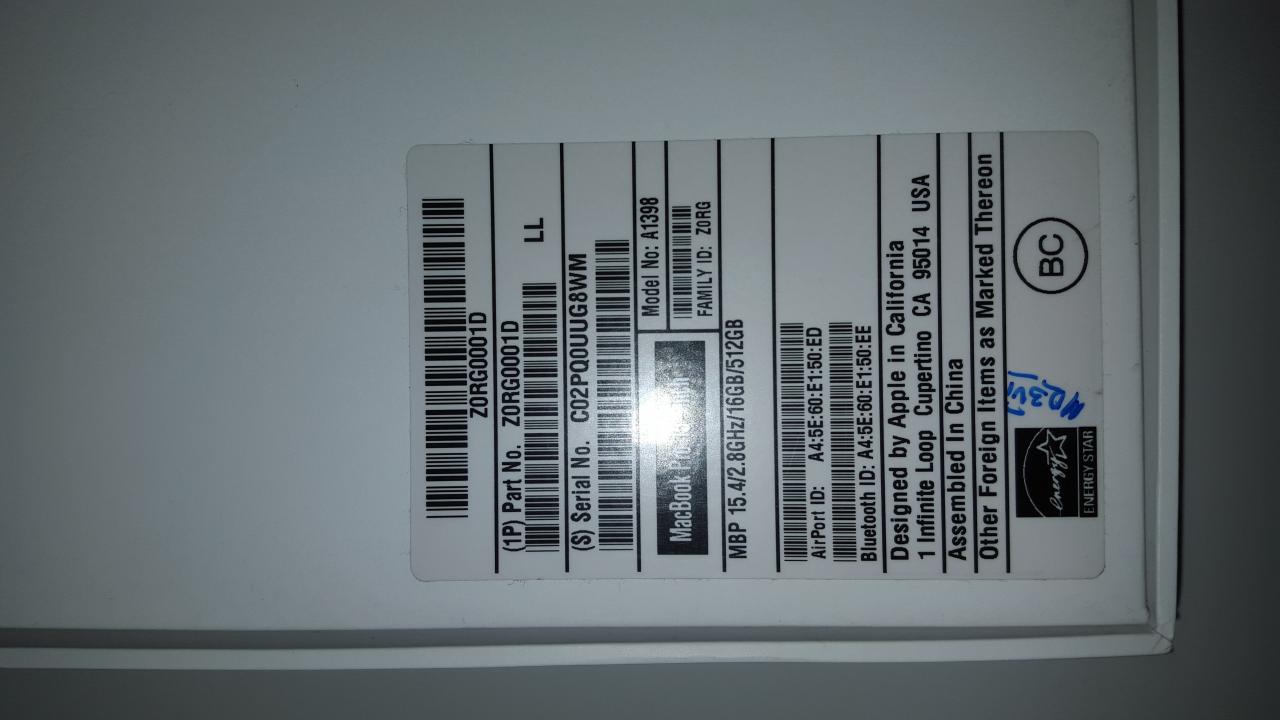 Z0RG0001D
(1P) Part No. Z0RG0001D
LL
(S) Serial No. C02PQ0UUG8WM
MacBook Pro
Model No: A1398
FAMILY ID: Z0RG
MBP 15.4/2.8GHz/16GB/512GB
AirPort ID: A4:5E:60:E1:50:ED
Bluetooth ID: A4:5E:60:E1:50:EE
Designed by Apple in California
1 Infinite Loop Cupertino CA 95014 USA
Assembled In China
Other Foreign Items as Marked Thereon
energy
ENERGY STAR
BC